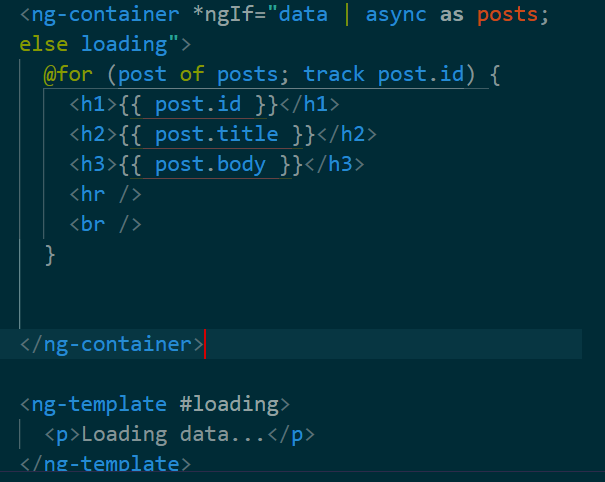 <ng-container *ngIf="data | async as posts;
else loading">
@for (post of posts; track post.id) {
<h1>{{ post.id }}</h1>
<h2>{{ post.title }}</h2>
<h3>{{ post.body }}</h3>
<hr />
<br />
}
</ng-container>
<ng-template #loading>
<p>Loading data...</p>
</ng-template>